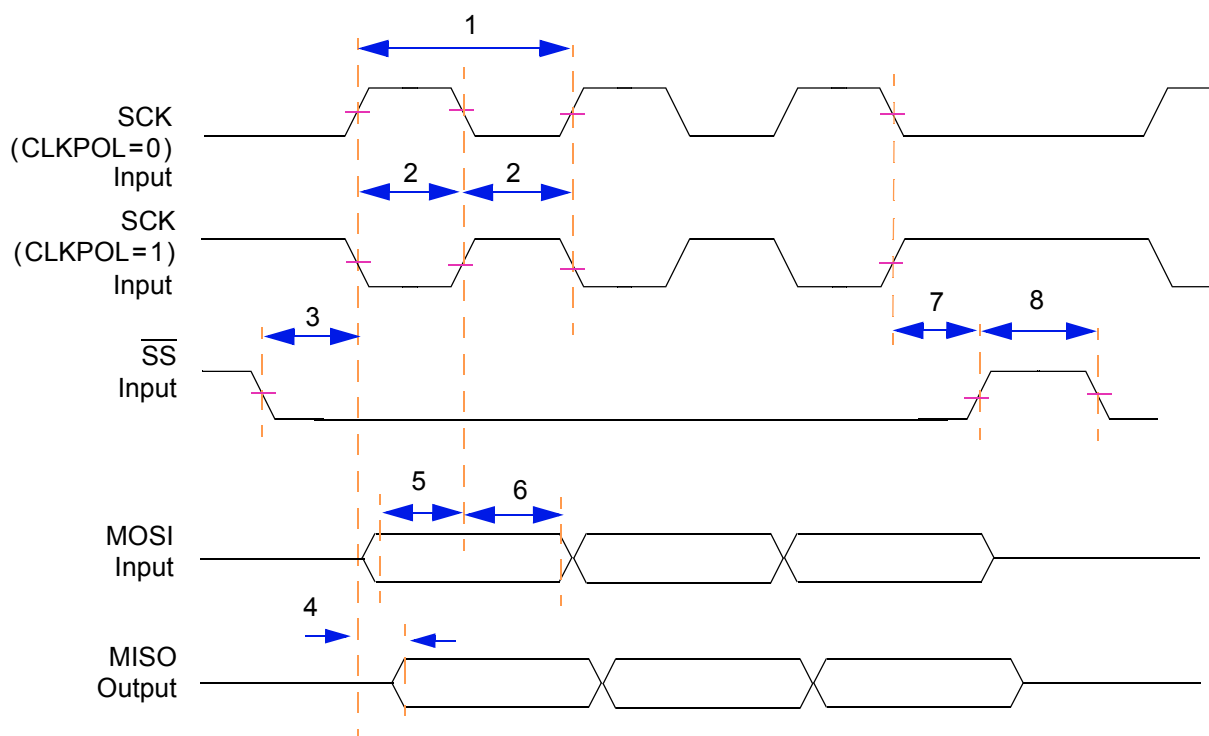 1
SCK
(CLKPOL=0)
Input
2 2
SCK
(CLKPOL=1)
Input
3
7 8
SS
Input
5 6
MOSI
Input
4
MISO
Output